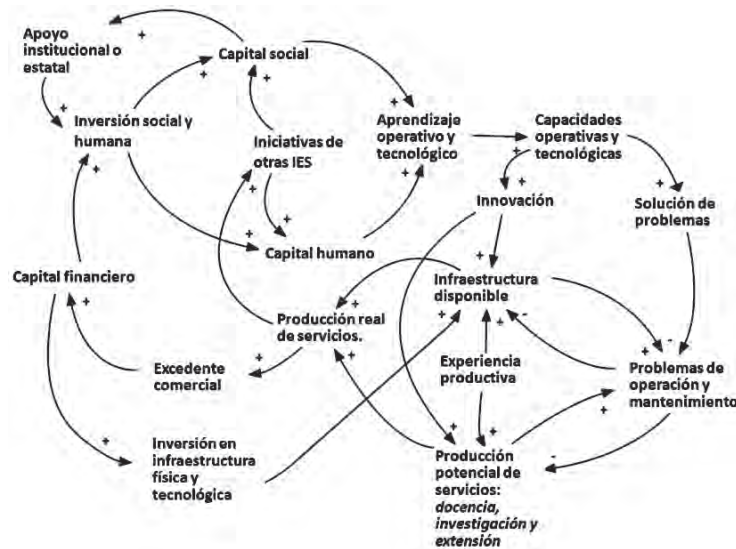 Apoyo
institucional o
estatal
Capital social
Inversión social y
humana
Iniciativas de
otras IES
Aprendizaje
operativo y
tecnológico
Capacidades
operativas y
tecnológicas
Innovación
Solución de
problemas
Capital humano
Capital financiero
Infraestructura
disponible
Producción real
de servicios.
Excedente
comercial
Experiencia
productiva
Problemas de
operación y
mantenimiento
Inversión en
infraestructura
física y
tecnológica
Producción
potencial de
servicios:
docencia,
investigación y
extensión